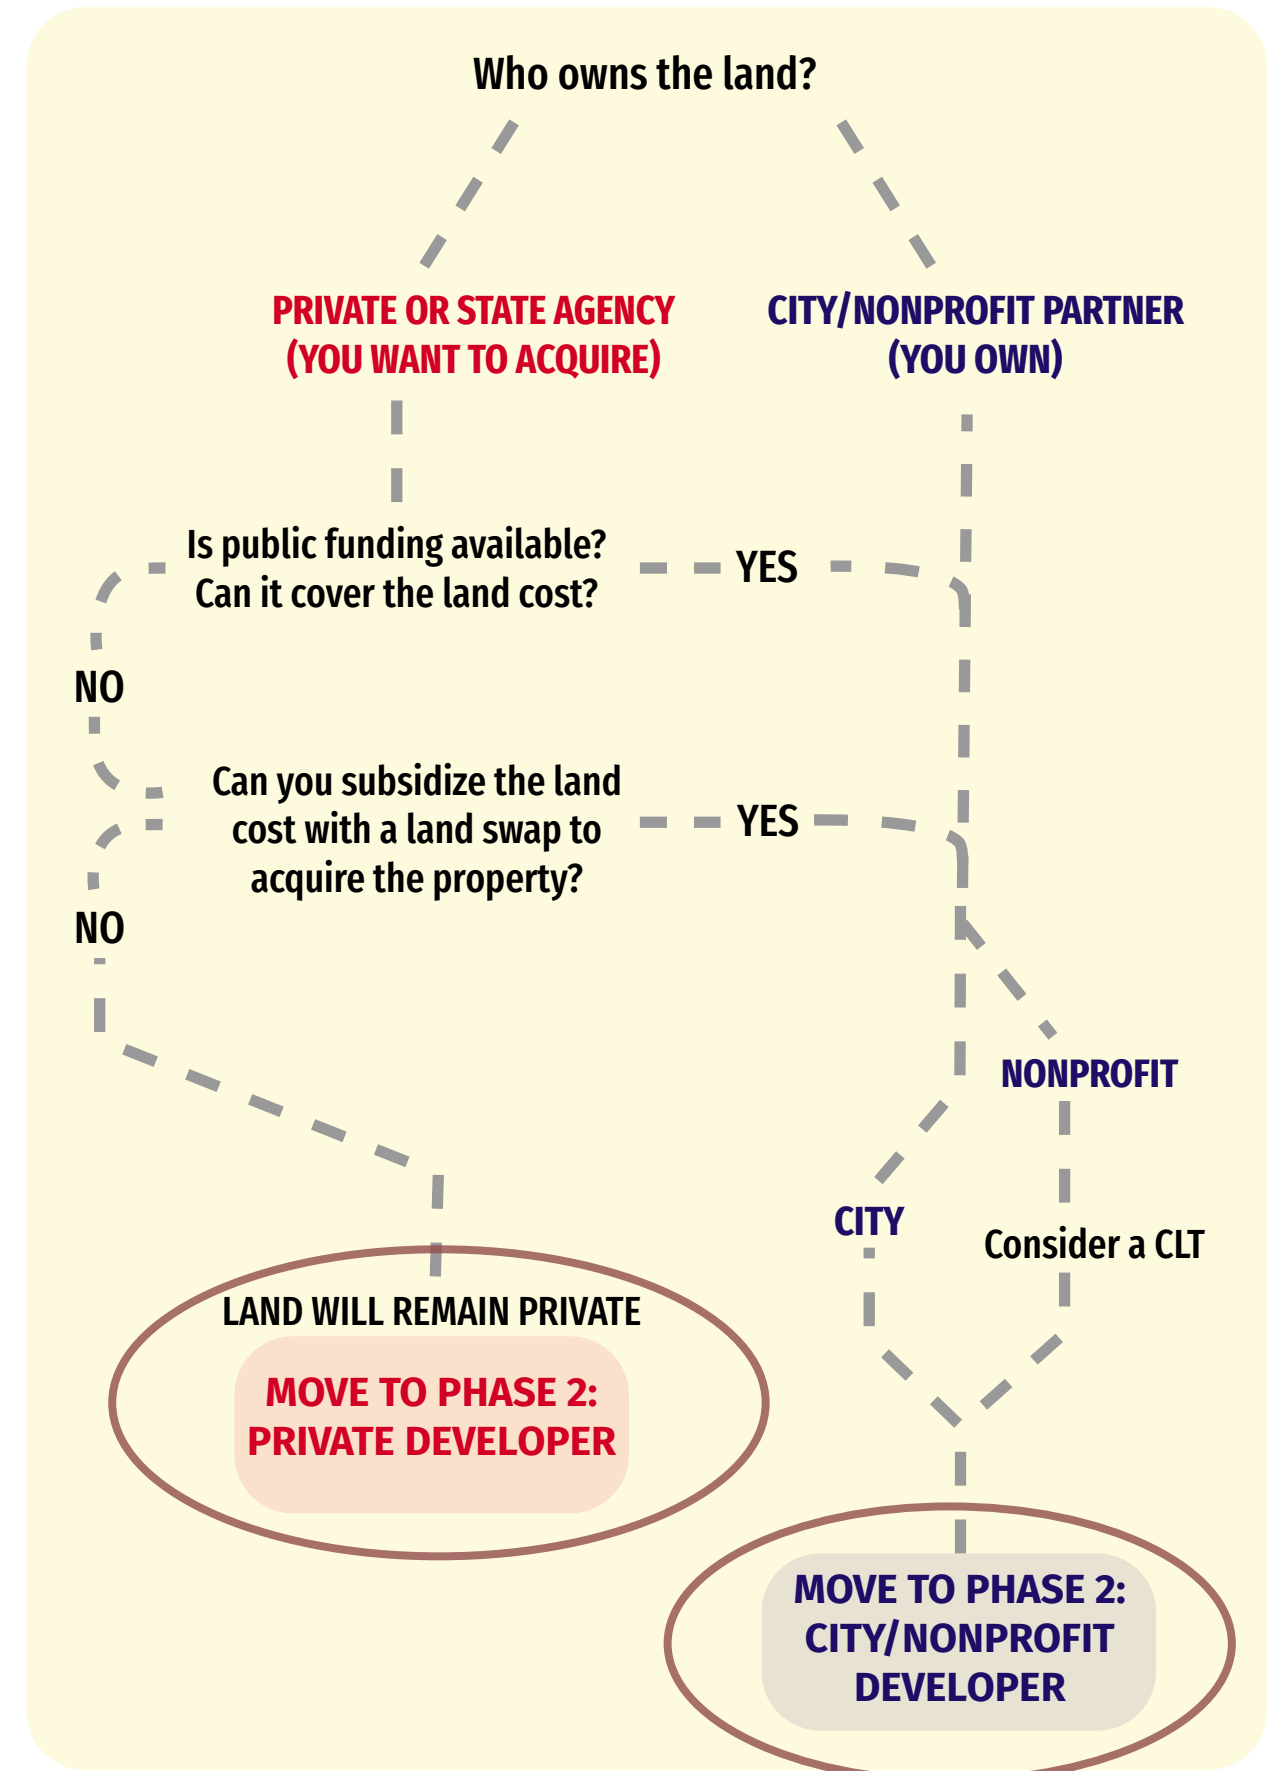 Who owns the land?
PRIVATE OR STATE AGENCY
(YOU WANT TO ACQUIRE)
CITY/NONPROFIT PARTNER
(YOU OWN)
Is public funding available?
Can it cover the land cost?
YES
NO
Can you subsidize the land
cost with a land swap to
acquire the property?
YES
NO
NONPROFIT
CITY
Consider a CLT
LAND WILL REMAIN PRIVATE
MOVE TO PHASE 2:
PRIVATE DEVELOPER
MOVE TO PHASE 2:
CITY/NONPROFIT
DEVELOPER